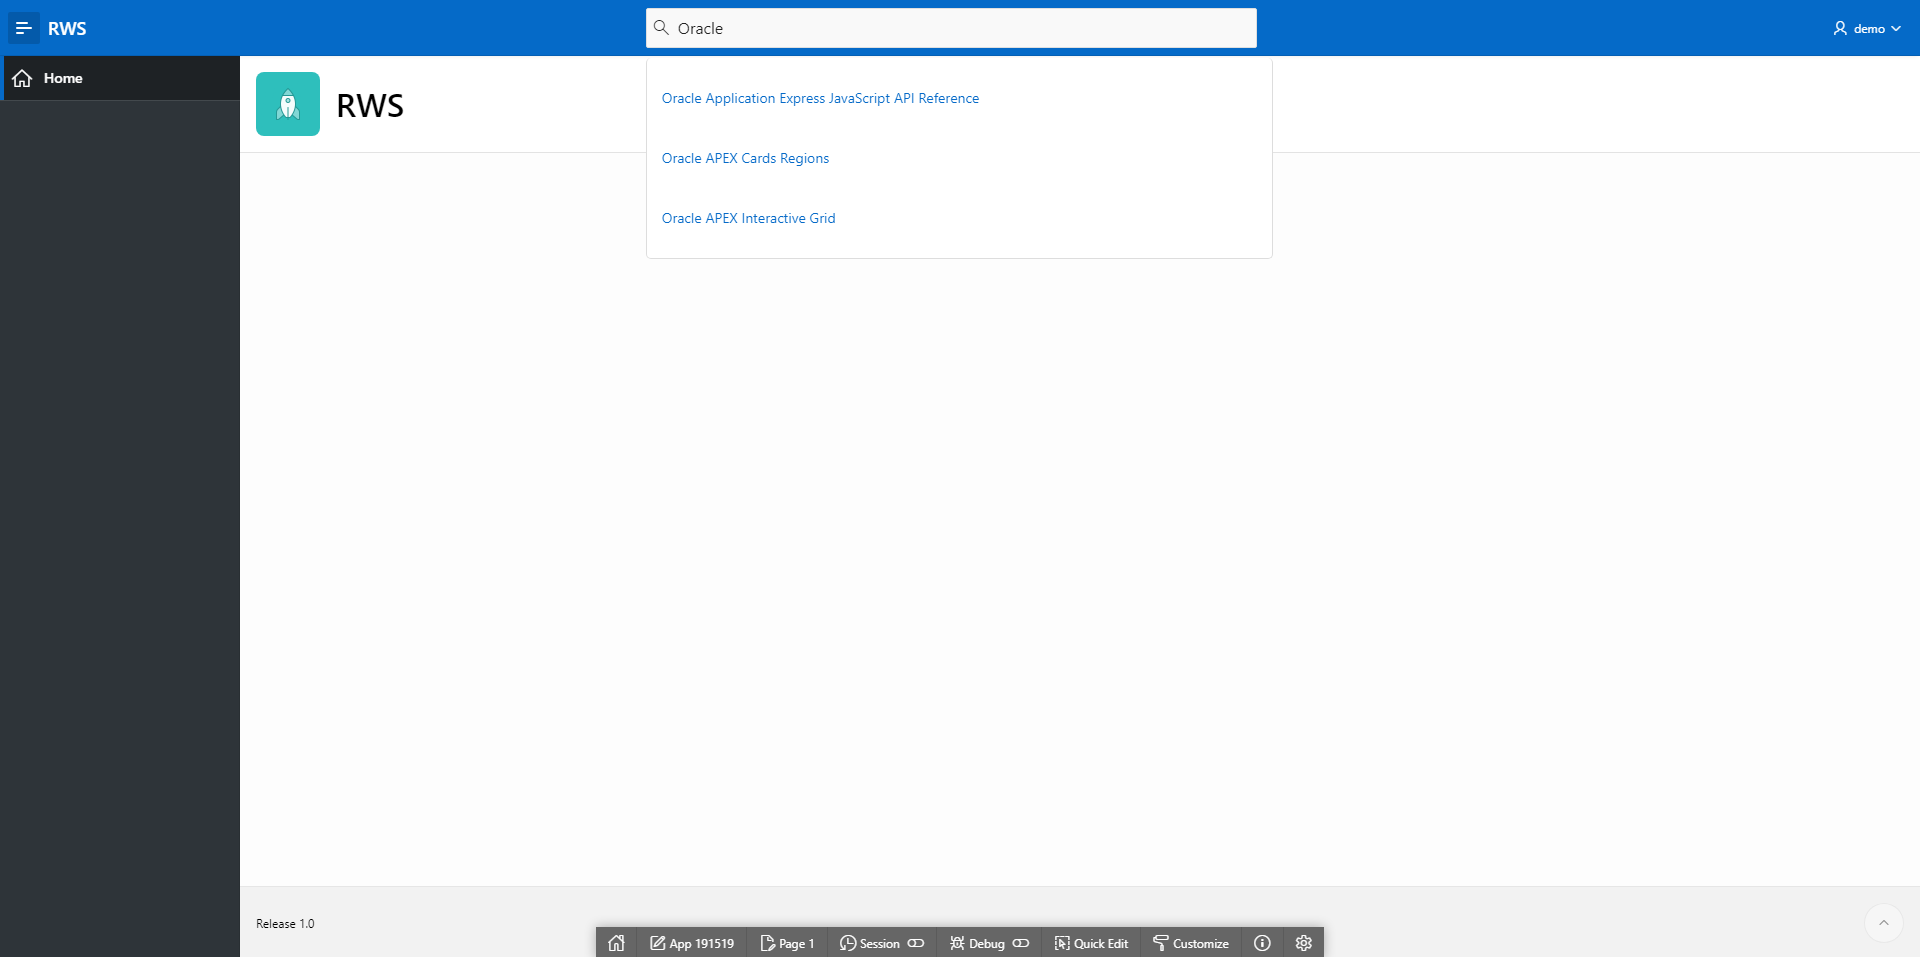 RWS
Oracle
demo
Home
RWS
Oracle Application Express JavaScript API Reference
Oracle APEX Cards Regions
Oracle APEX Interactive Grid
Release 1.0
App 191519 Page 1 Session Debug Quick Edit Customize